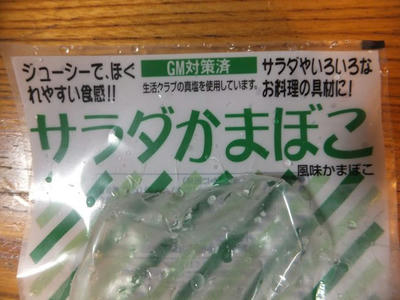 ジューシーで、ほぐ
れやすい食感!!
GM対策済
生活クラブの真塩を使用しています。
サラダやいろいろな
お料理の具材に!
サラダかまぼこ
風味かまぼこ